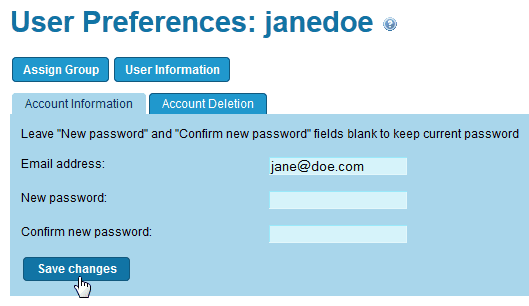 User Preferences: janedoe
Assign Group User Information
Account Information Account Deletion
Leave "New password" and "Confirm new password" fields blank to keep current password
Email address: jane@doe.com
New password:
Confirm new password:
Save changes